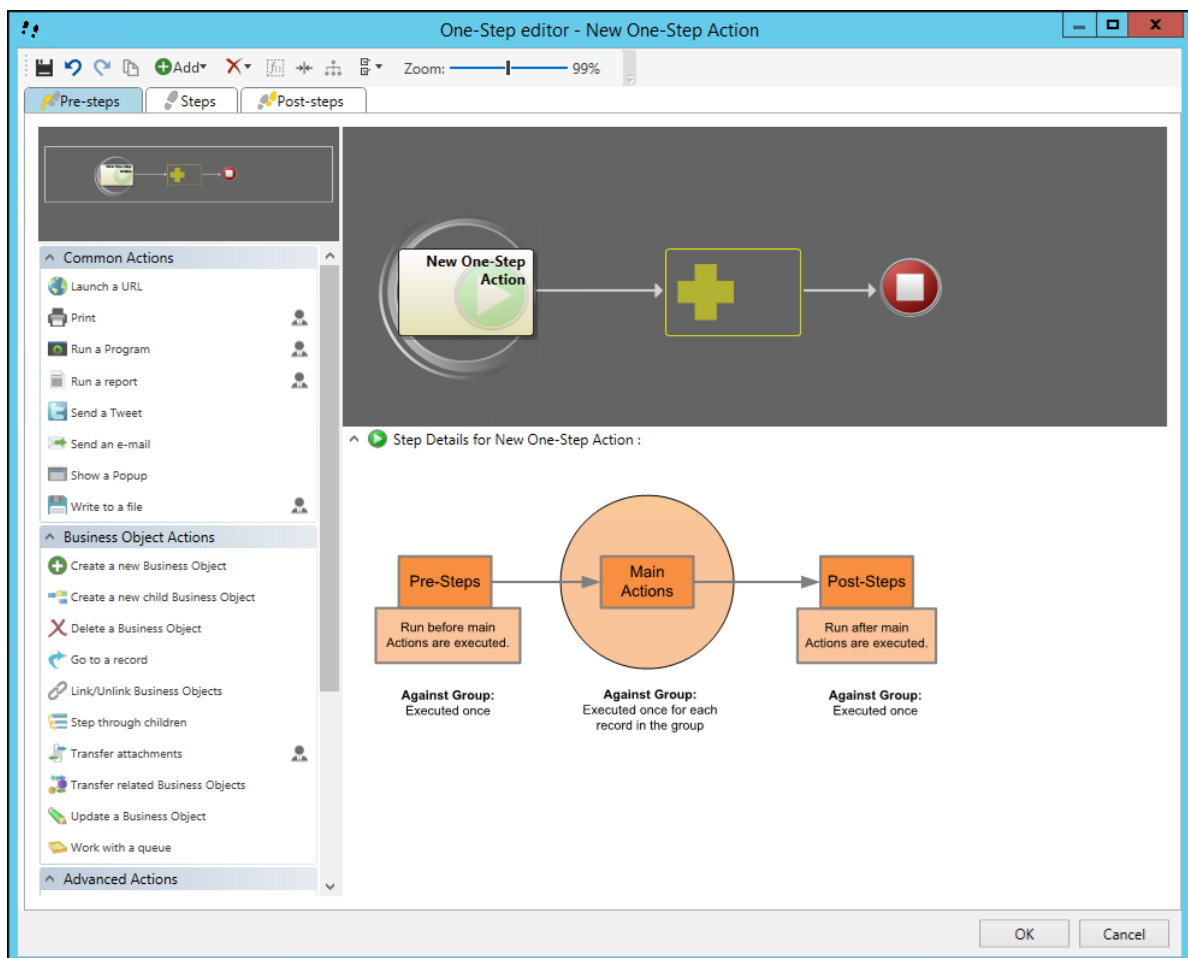 One-Step editor - New One-Step Action
Add
Zoom:
99%
Pre-steps
Steps
Post-steps
New One-Step
Action
Common Actions
Launch a URL
Print
Run a Program
Run a report
Send a Tweet
Send an e-mail
Show a Popup
Write to a file
Business Object Actions
Create a new Business Object
Create a new child Business Object
Delete a Business Object
Go to a record
Link/Unlink Business Objects
Step through children
Transfer attachments
Transfer related Business Objects
Update a Business Object
Work with a queue
Advanced Actions
Step Details for New One-Step Action :
Pre-Steps
Run before main
Actions are executed.
Against Group:
Executed once
Main
Actions
Against Group:
Executed once for each
record in the group
Post-Steps
Run after main
Actions are executed.
Against Group:
Executed once
OK
Cancel